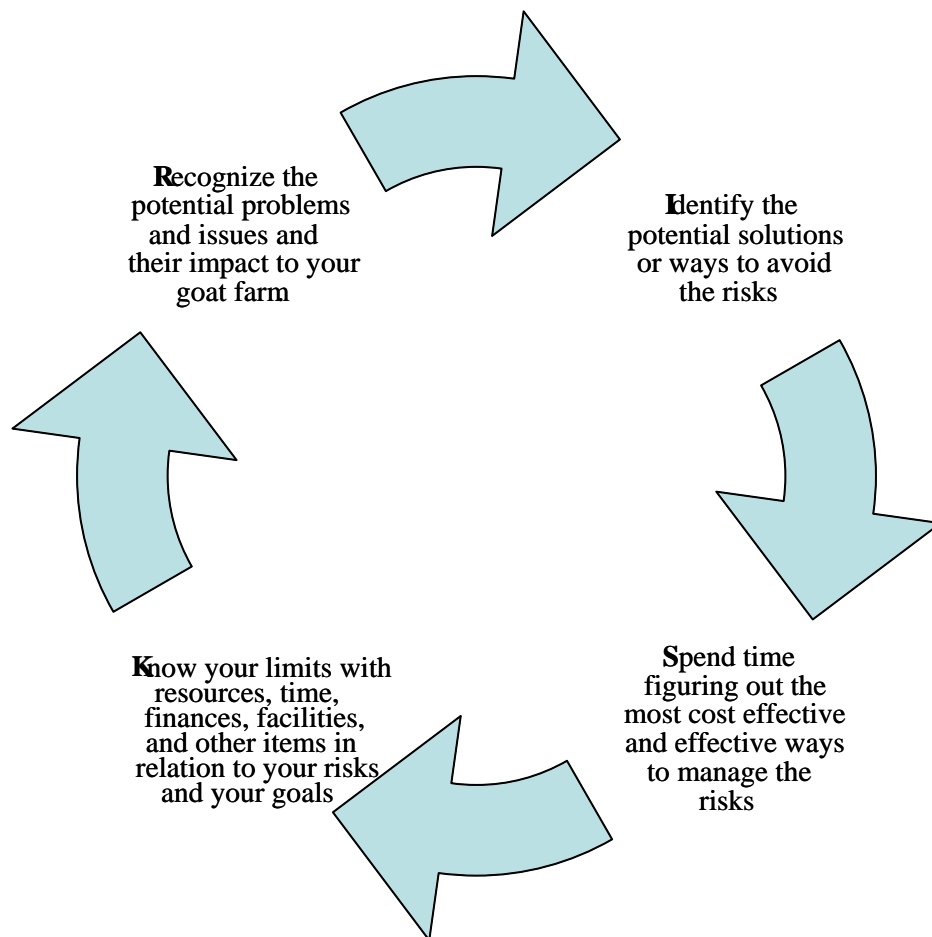 Recognize the
potential problems
and issues and
their impact to your
goat farm
Identify the
potential solutions
or ways to avoid
the risks
Spend time
figuring out the
most cost effective
and effective ways
to manage the
risks
Know your limits with
resources, time,
finances, facilities,
and other items in
relation to your risks
and your goals